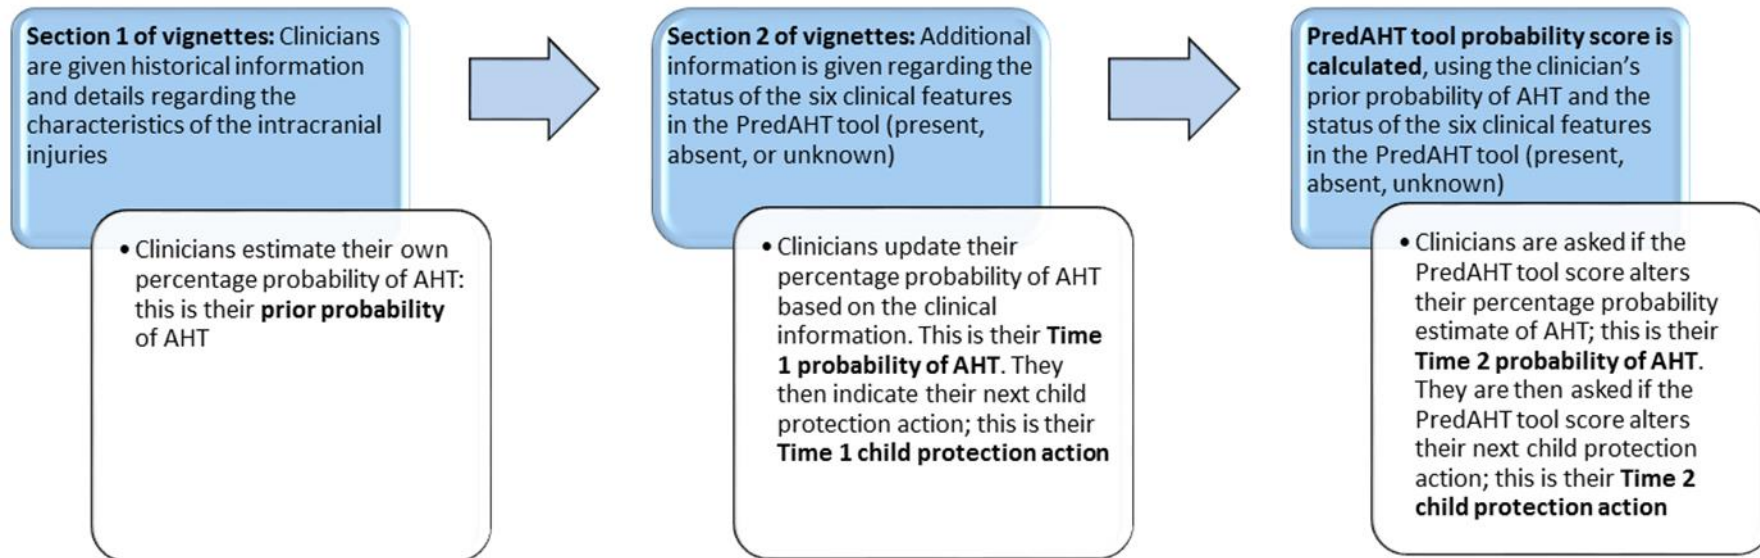 Section 1 of vignettes: Clinicians
are given historical information
and details regarding the
characteristics of the intracranial
injuries
• Clinicians estimate their own
percentage probability of AHT:
this is their prior probability
of AHT
Section 2 of vignettes: Additional
information is given regarding the
status of the six clinical features
in the PredAHT tool (present,
absent, or unknown)
• Clinicians update their
percentage probability of AHT
based on the clinical
information. This is their Time
1 probability of AHT. They
then indicate their next child
protection action; this is their
Time 1 child protection action
PredAHT tool probability score is
calculated, using the clinician’s
prior probability of AHT and the
status of the six clinical features
in the PredAHT tool (present,
absent, unknown)
• Clinicians are asked if the
PredAHT tool score alters
their percentage probability
estimate of AHT; this is their
Time 2 probability of AHT.
They are then asked if the
PredAHT tool score alters
their next child protection
action; this is their Time 2
child protection action